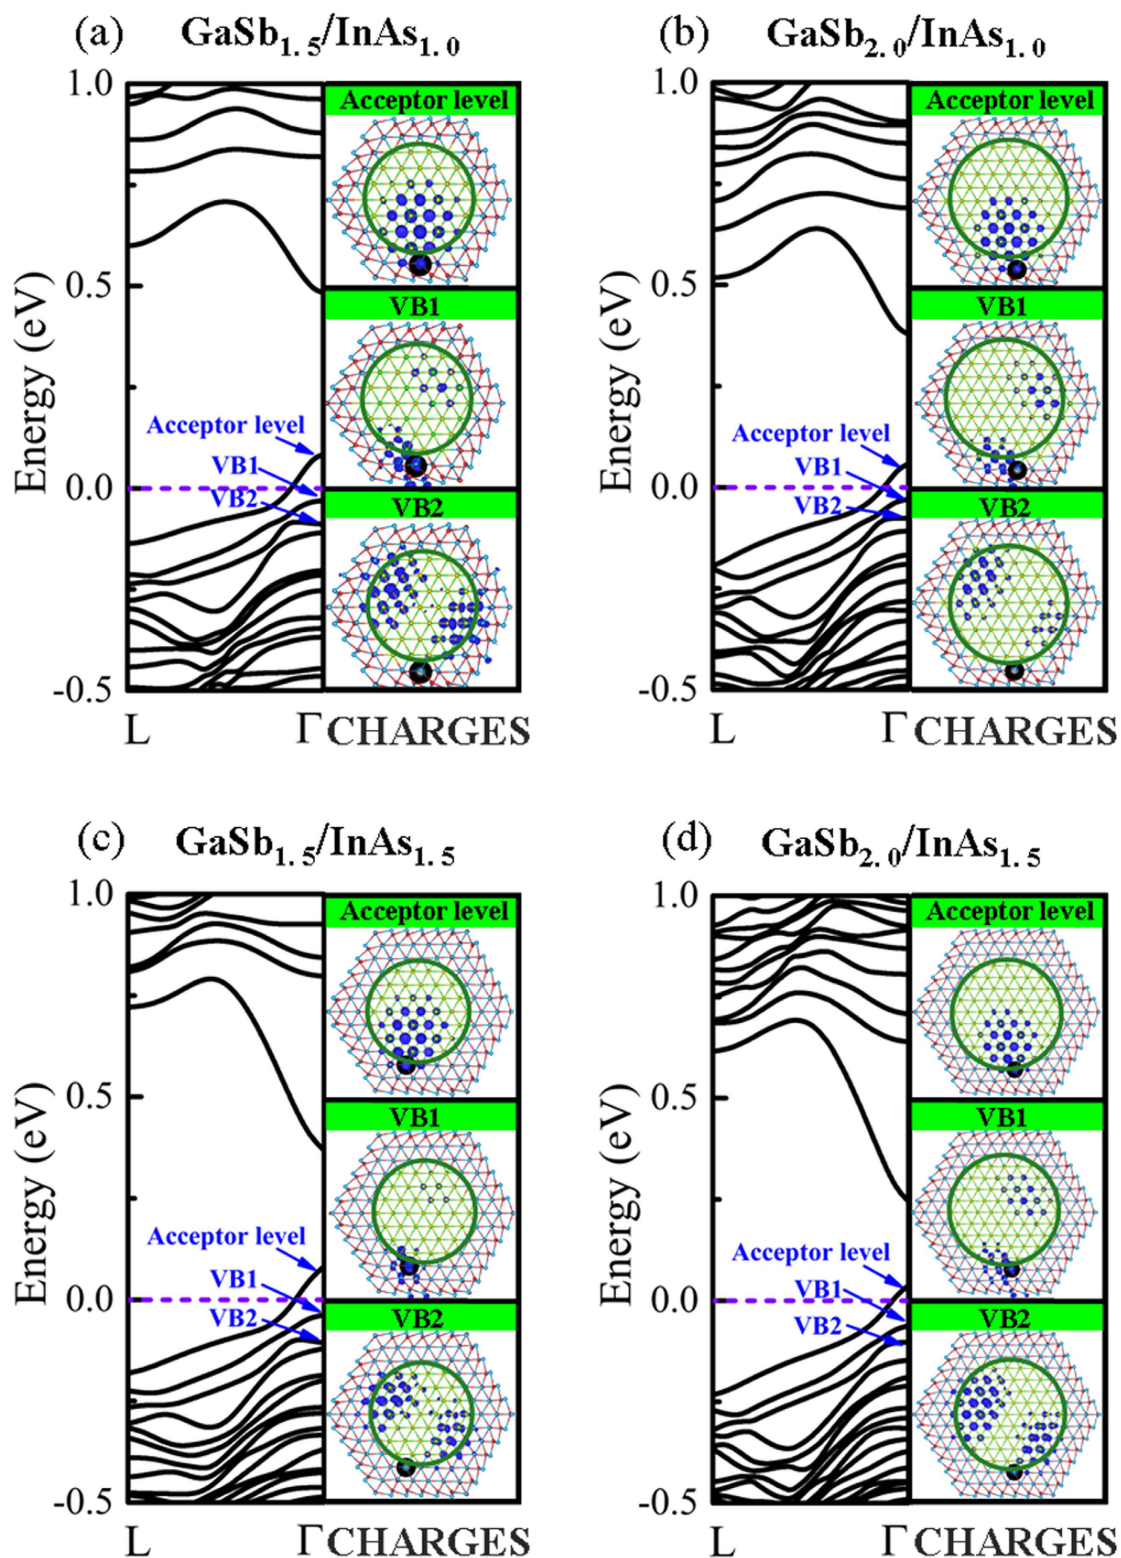 (a) GaSb1.5/InAs1.0
1.0
0.5
0.0
-0.5
Energy (eV)
Acceptor level
VB1
VB2
L Γ CHARGES
Acceptor level
VB1
VB2
(b) GaSb2.0/InAs1.0
1.0
0.5
0.0
-0.5
Energy (eV)
Acceptor level
VB1
VB2
L Γ CHARGES
Acceptor level
VB1
VB2
(c) GaSb1.5/InAs1.5
1.0
0.5
0.0
-0.5
Energy (eV)
Acceptor level
VB1
VB2
L Γ CHARGES
Acceptor level
VB1
VB2
(d) GaSb2.0/InAs1.5
1.0
0.5
0.0
-0.5
Energy (eV)
Acceptor level
VB1
VB2
L Γ CHARGES
Acceptor level
VB1
VB2